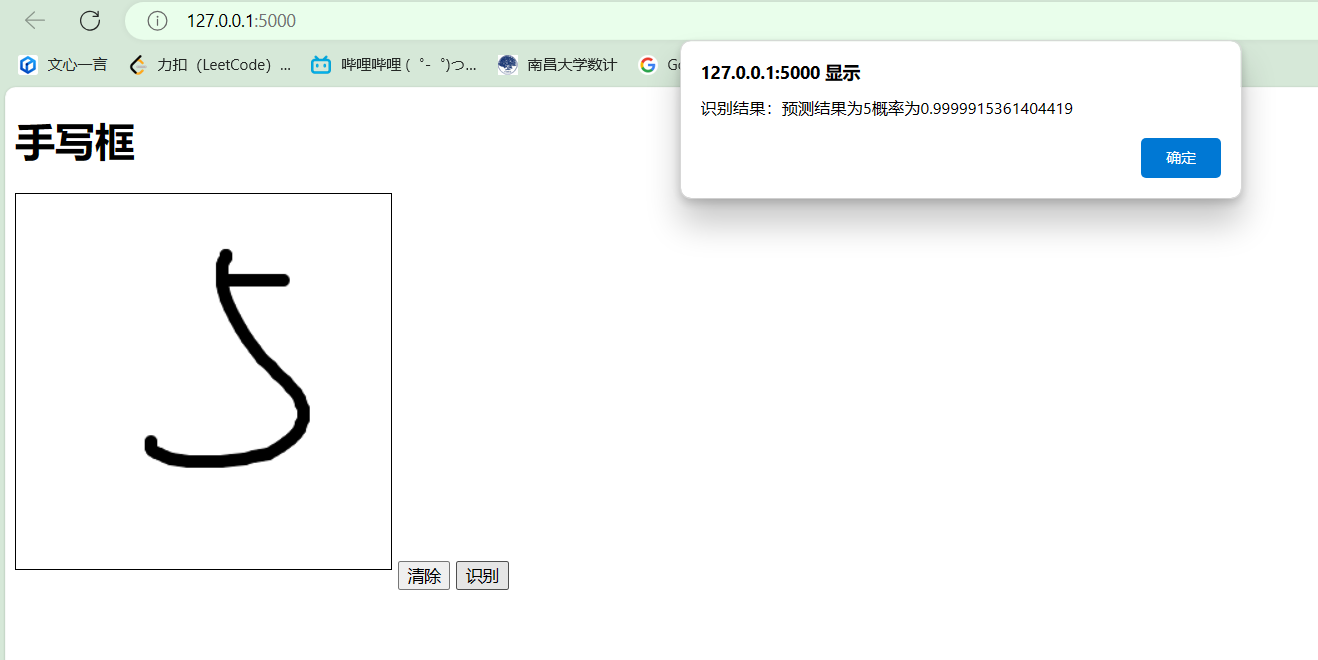 127.0.0.1:5000
文心一言 力扣（LeetCode）... 哔哩哔哩 (゜-゜)つ... 南昌大学数计
127.0.0.1:5000 显示
识别结果：预测结果为5概率为0.9999915361404419
确定
手写框
5
清除 识别